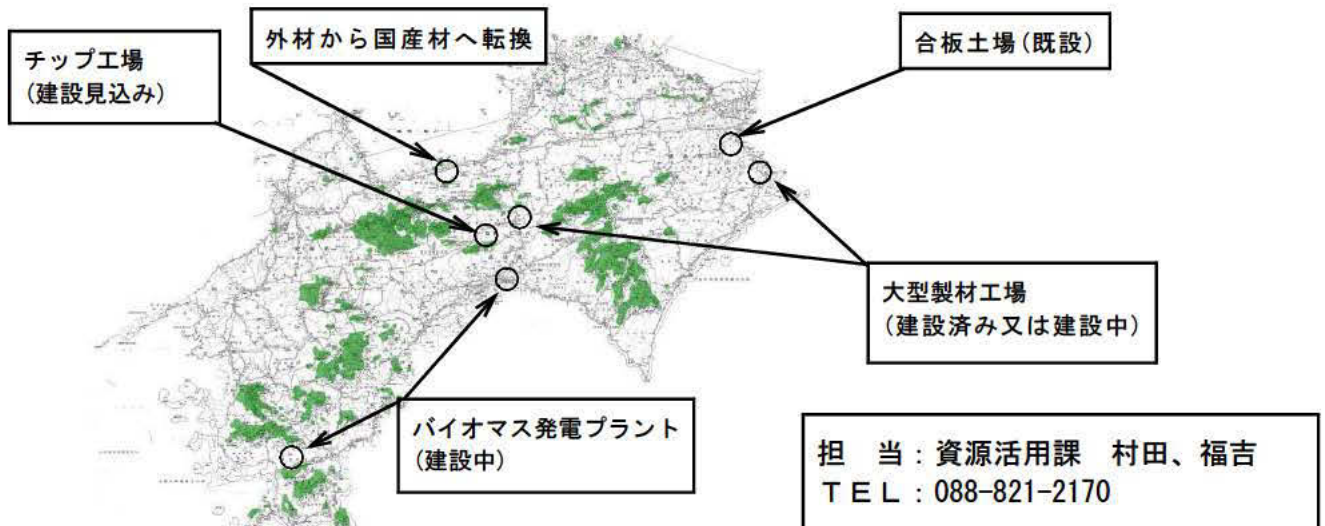 チップ工場
(建設見込み)
外材から国産材へ転換
合板土場(既設)
大型製材工場
(建設済み又は建設中)
バイオマス発電プラント
(建設中)
担　当：資源活用課　村田、福吉
ＴＥＬ：088-821-2170